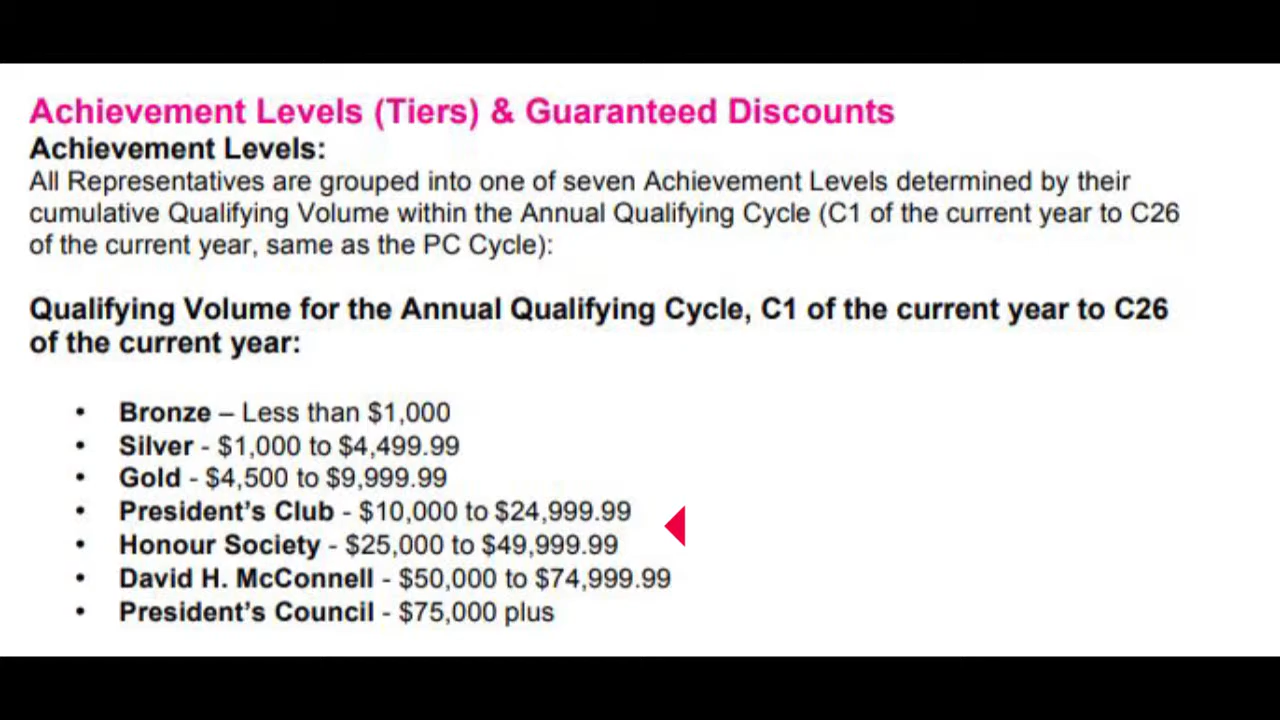 Achievement Levels (Tiers) & Guaranteed Discounts
Achievement Levels:
All Representatives are grouped into one of seven Achievement Levels determined by their
cumulative Qualifying Volume within the Annual Qualifying Cycle (C1 of the current year to C26
of the current year, same as the PC Cycle):
Qualifying Volume for the Annual Qualifying Cycle, C1 of the current year to C26
of the current year:
• Bronze – Less than $1,000
• Silver - $1,000 to $4,499.99
• Gold - $4,500 to $9,999.99
• President’s Club - $10,000 to $24,999.99
• Honour Society - $25,000 to $49,999.99
• David H. McConnell - $50,000 to $74,999.99
• President’s Council - $75,000 plus